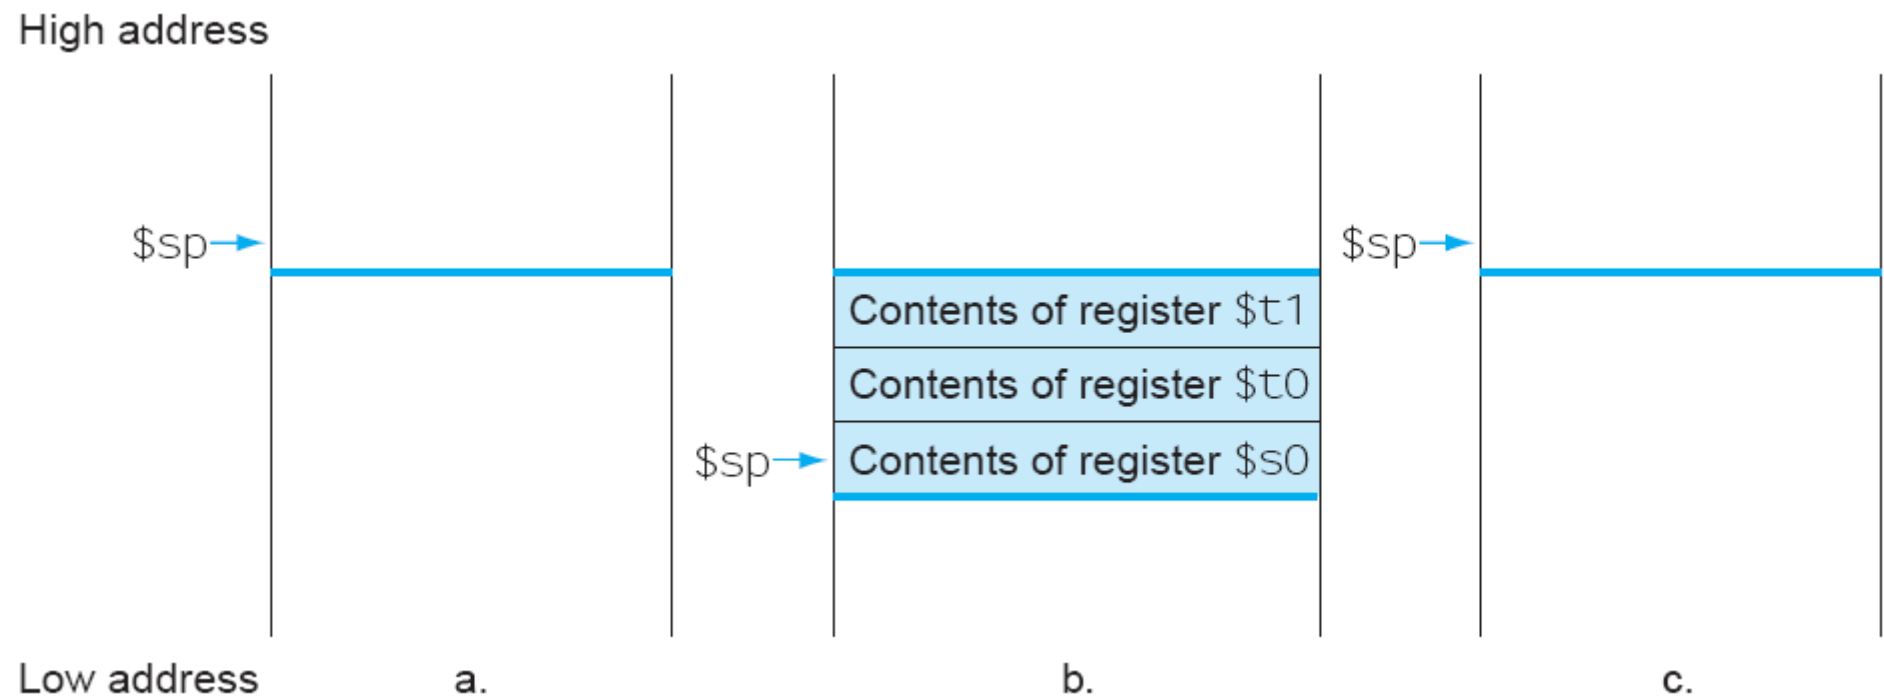 High address
$sp
$sp
Contents of register $t1
Contents of register $t0
$sp
Contents of register $s0
Low address
a.
b.
c.